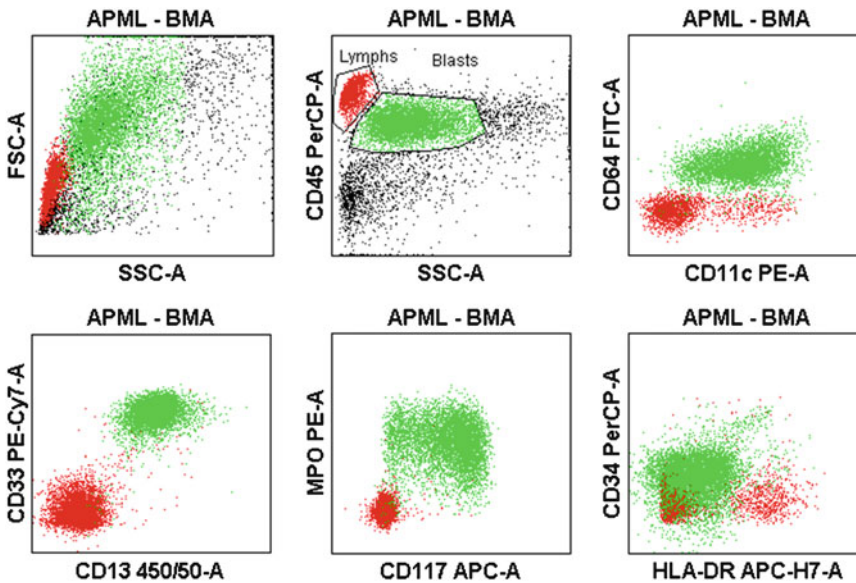 APML - BMA
FSC-A
SSC-A
APML - BMA
Lymphs
Blasts
CD45 PerCP-A
SSC-A
APML - BMA
CD64 FITC-A
CD11c PE-A
APML - BMA
CD33 PE-Cy7-A
CD13 450/50-A
APML - BMA
MPO PE-A
CD117 APC-A
APML - BMA
CD34 PerCP-A
HLA-DR APC-H7-A